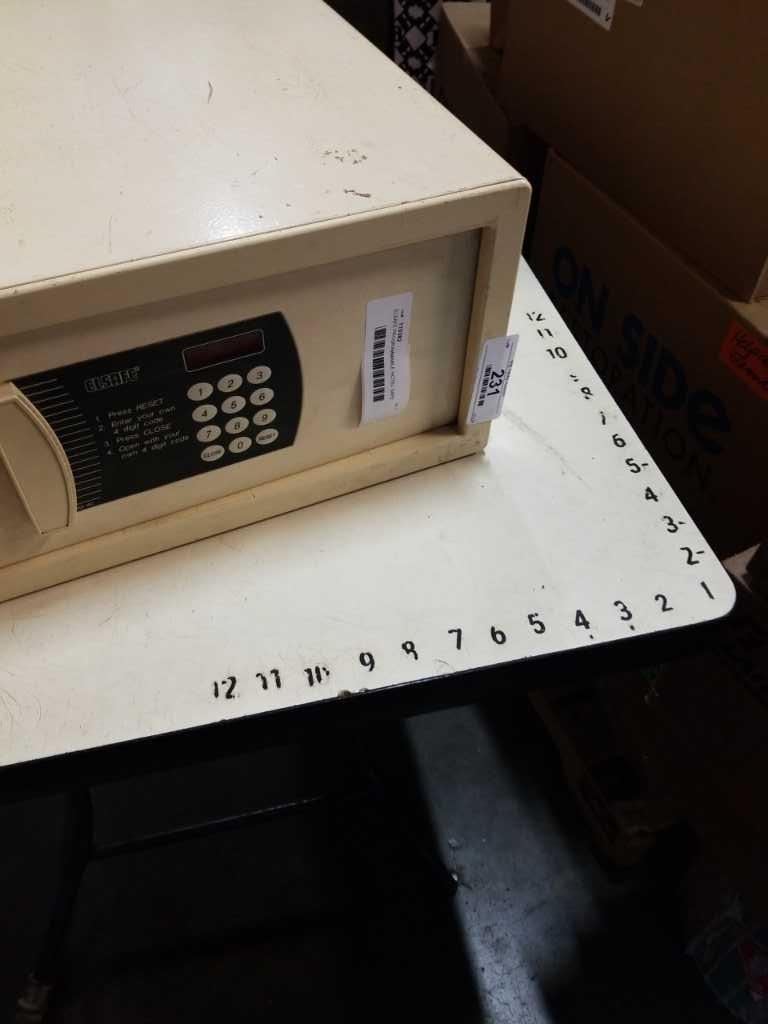 ON SIDE
ELSAFE
1. Press RESET
2. Enter your own
4 digit code
3. Press CLOSE
4. Open with your
own 4 digit code
1 2 3
4 5 6
7 8 9
CLOSE 0 RESET
231
12
11
10
8
7
6
5-
4
3-
2-
1
12 11 10 9 8 7 6 5 4 3 2